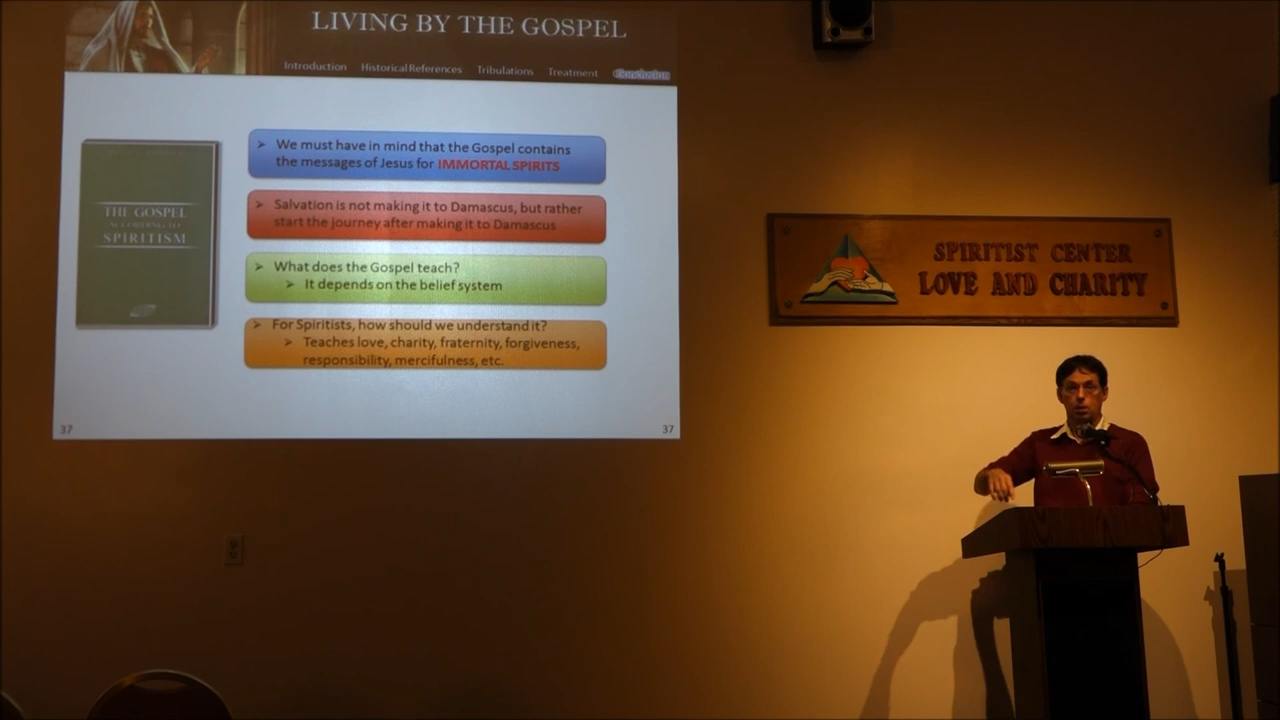 LIVING BY THE GOSPEL
Introduction Historical References Tribulations Treatment Conclusion
➢ We must have in mind that the Gospel contains
the messages of Jesus for IMMORTAL SPIRITS
➢ Salvation is not making it to Damascus, but rather
start the journey after making it to Damascus
➢ What does the Gospel teach?
➢ It depends on the belief system
➢ For Spiritists, how should we understand it?
➢ Teaches love, charity, fraternity, forgiveness,
responsibility, mercifulness, etc.
THE GOSPEL
ACCORDING TO
SPIRITISM
37
37
SPIRITIST CENTER
LOVE AND CHARITY